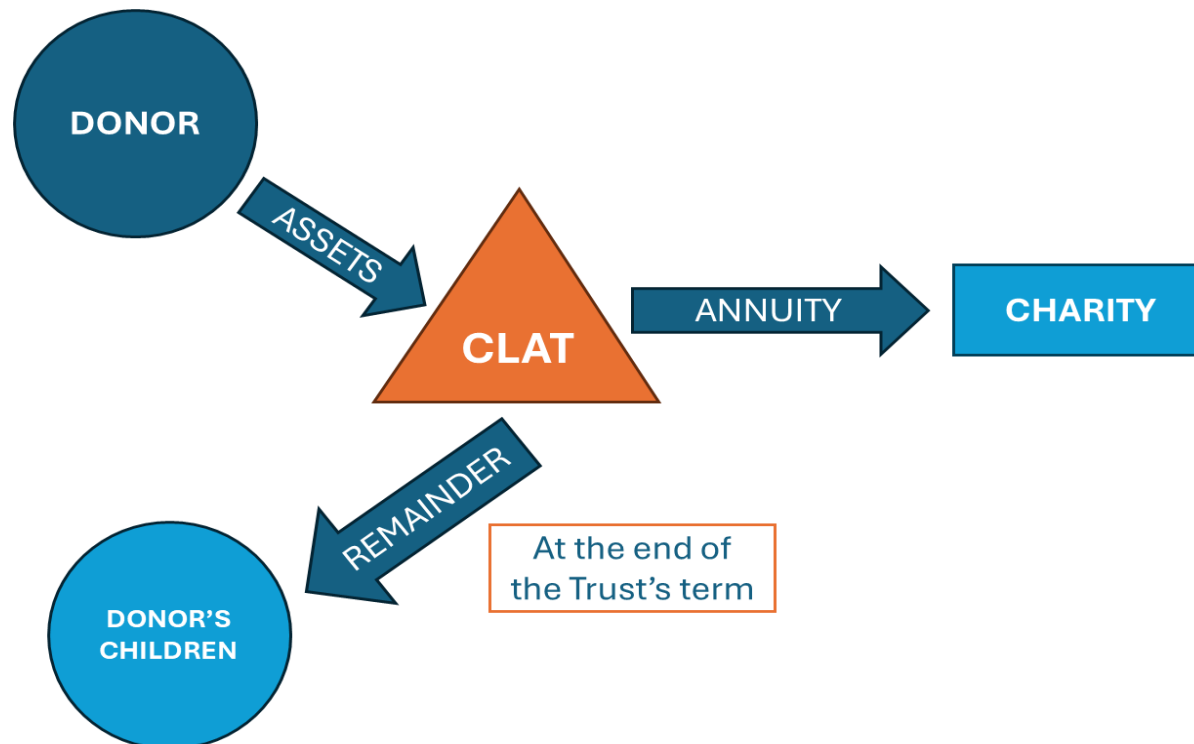 DONOR
ASSETS
CLAT
ANNUITY
CHARITY
REMAINDER
At the end of
the Trust’s term
DONOR’S
CHILDREN